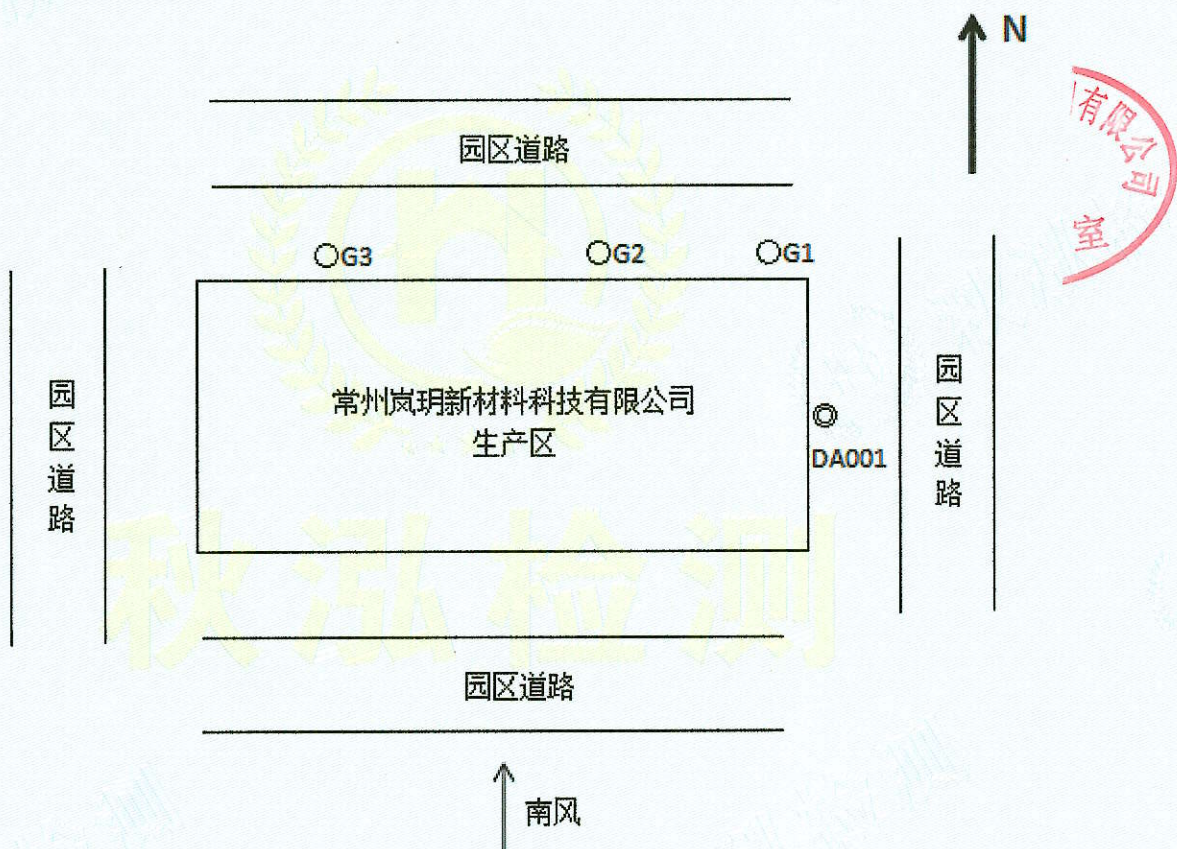 N
有限公司
室
园区道路
G3
G2
G1
园区道路
常州岚玥新材料科技有限公司
生产区
DA001
园区道路
秋泓检测
园区道路
南风